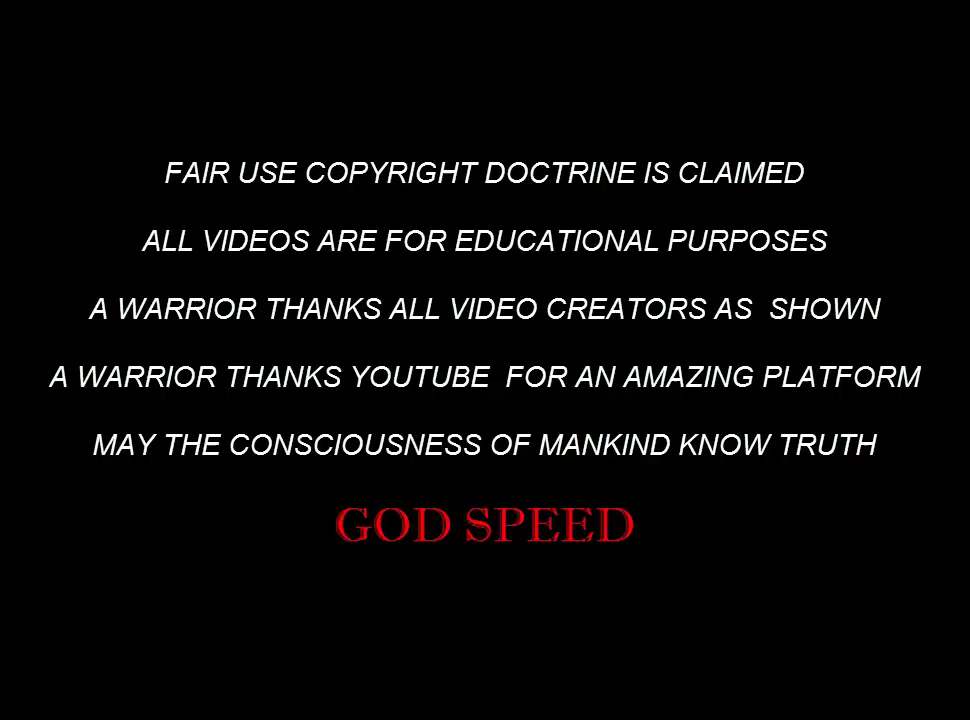 FAIR USE COPYRIGHT DOCTRINE IS CLAIMED
ALL VIDEOS ARE FOR EDUCATIONAL PURPOSES
A WARRIOR THANKS ALL VIDEO CREATORS AS  SHOWN
A WARRIOR THANKS YOUTUBE  FOR AN AMAZING PLATFORM
MAY THE CONSCIOUSNESS OF MANKIND KNOW TRUTH
GOD SPEED